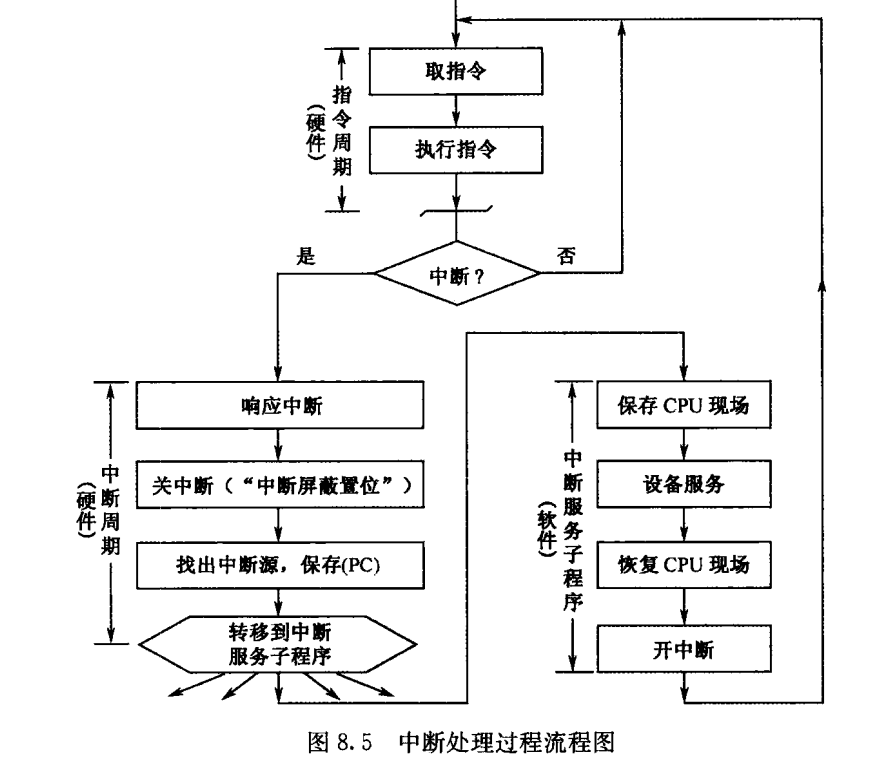 取指令
执行指令
指令周期
(硬件)
中断？
是
否
响应中断
关中断（“中断屏蔽置位”）
找出中断源，保存(PC)
转移到中断
服务子程序
中断周期
(硬件)
保存 CPU 现场
设备服务
恢复 CPU 现场
开中断
中断服务子程序
(软件)
图 8.5 中断处理过程流程图